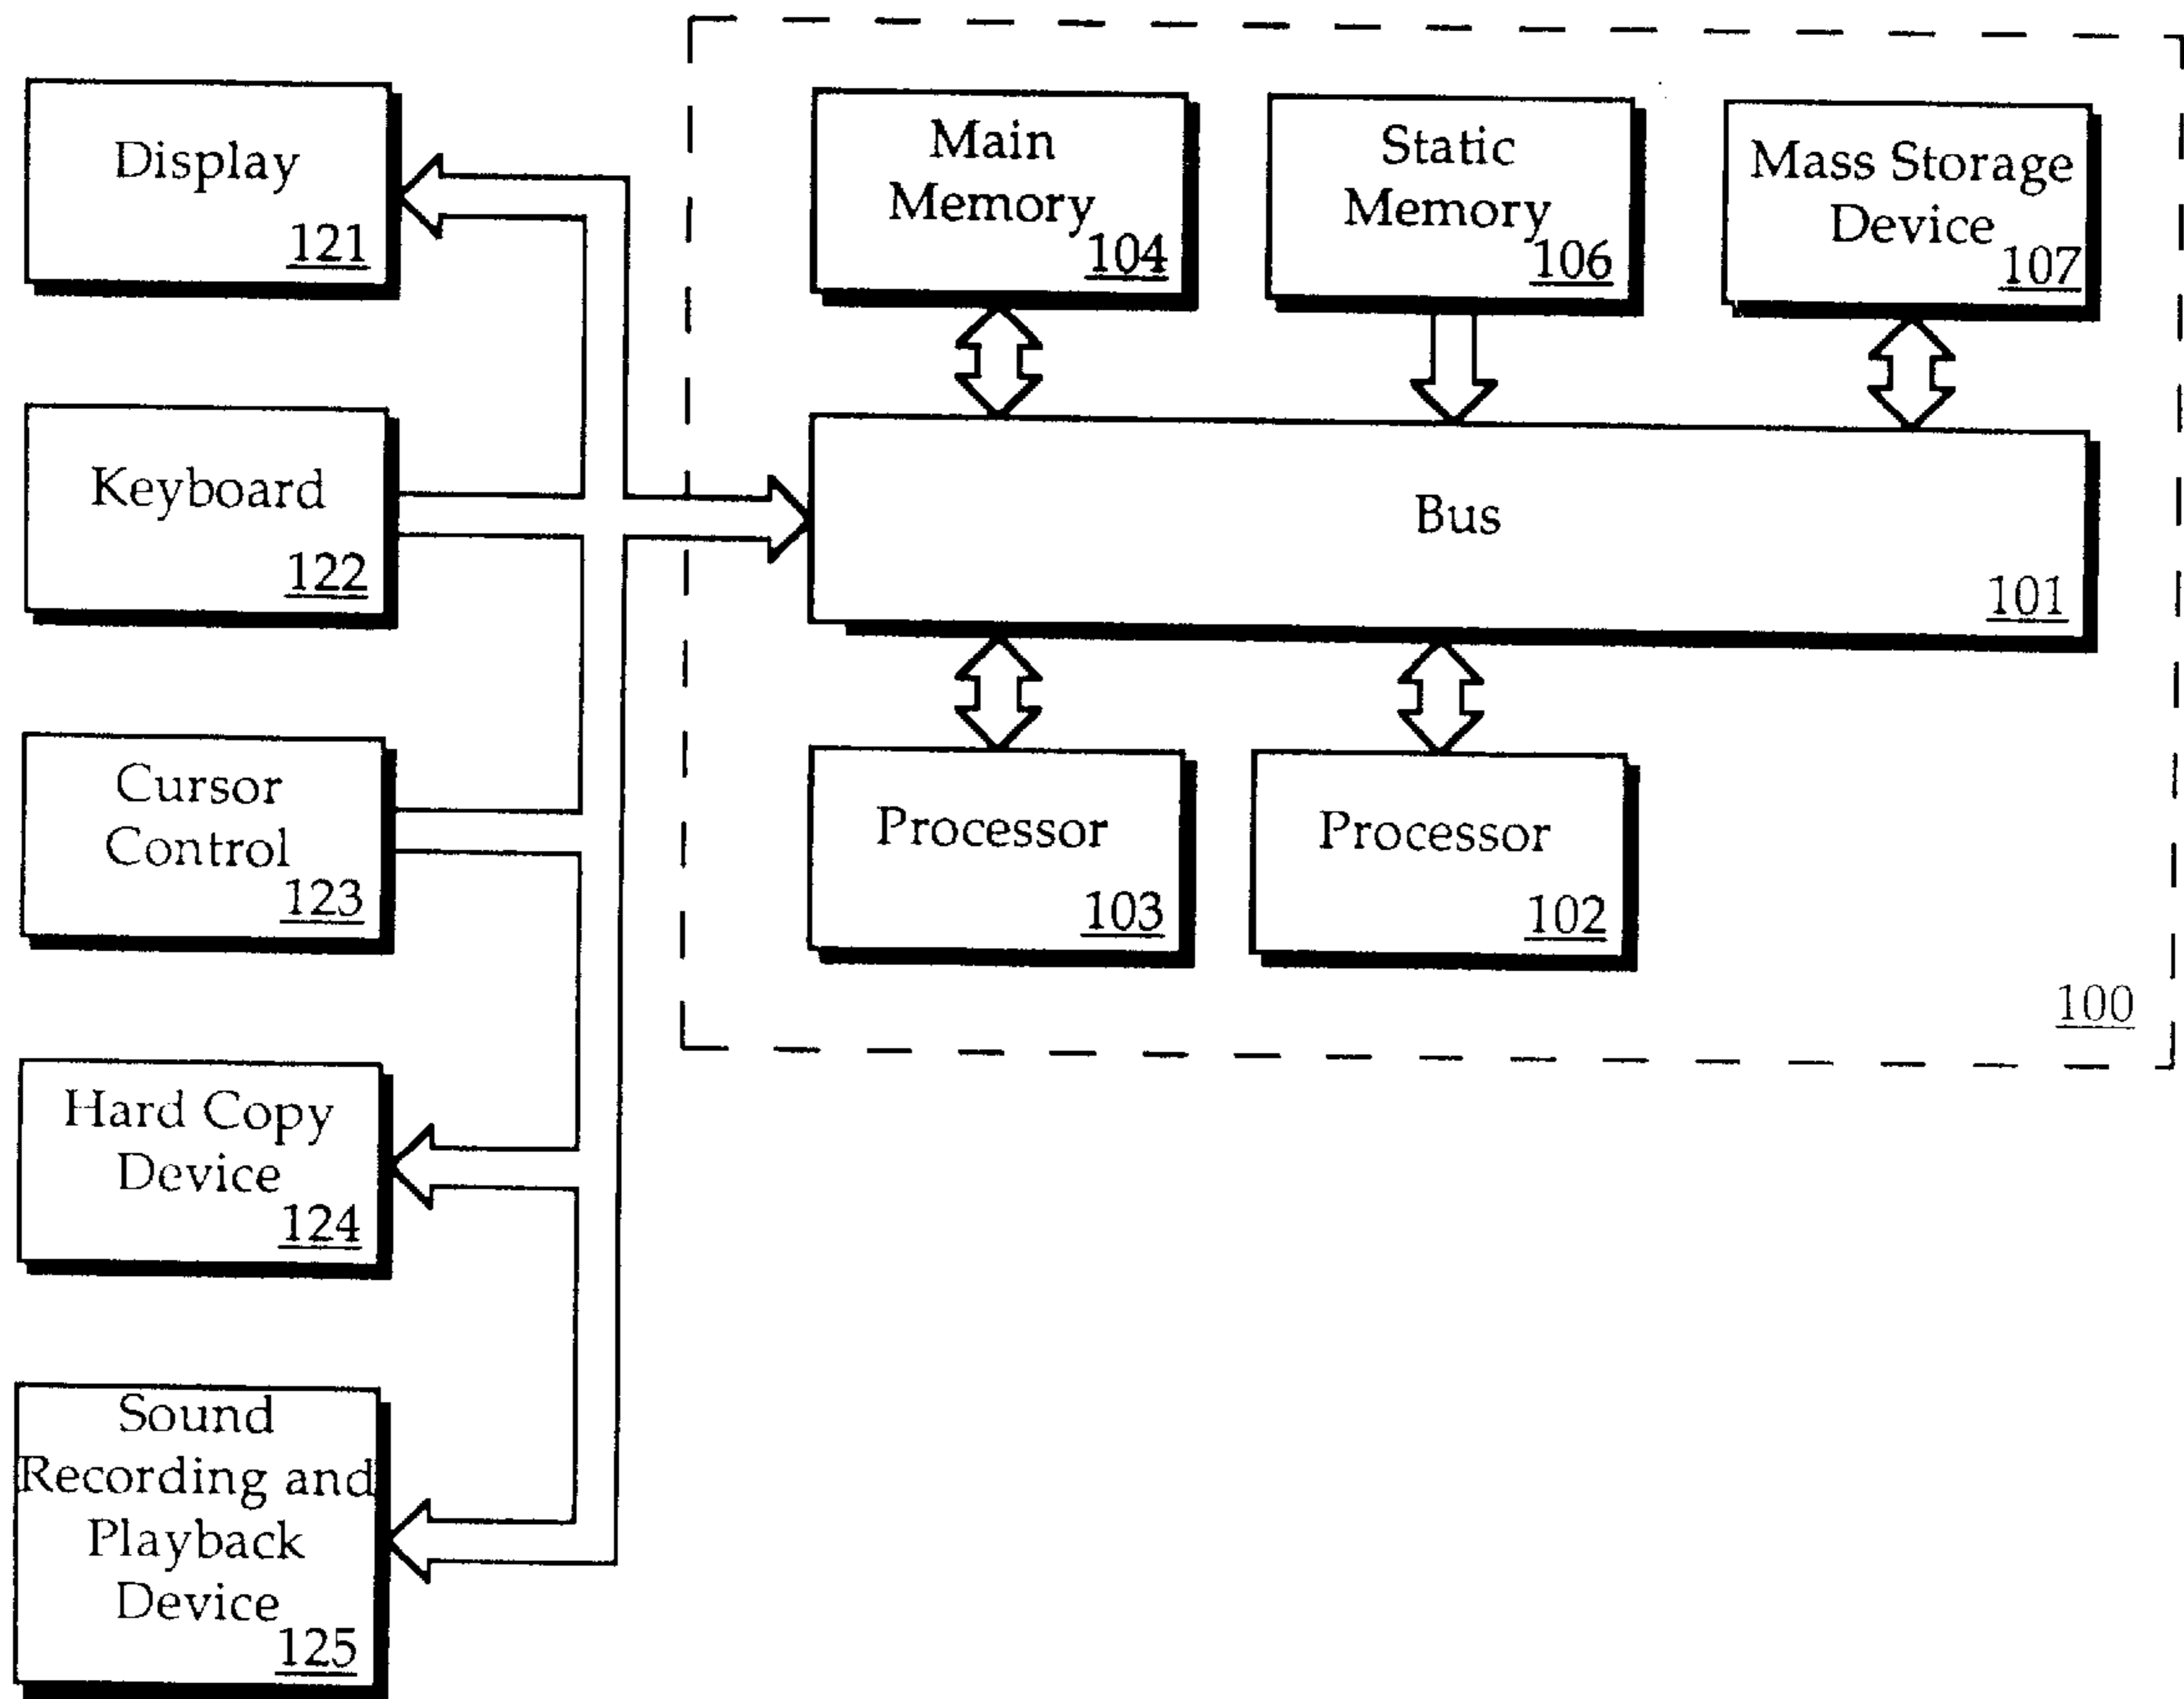 Display
121
Keyboard
122
Cursor
Control
123
Hard Copy
Device
124
Sound
Recording and
Playback
Device
125
Main
Memory
104
Static
Memory
106
Mass Storage
Device
107
Bus
101
Processor
103
Processor
102
100